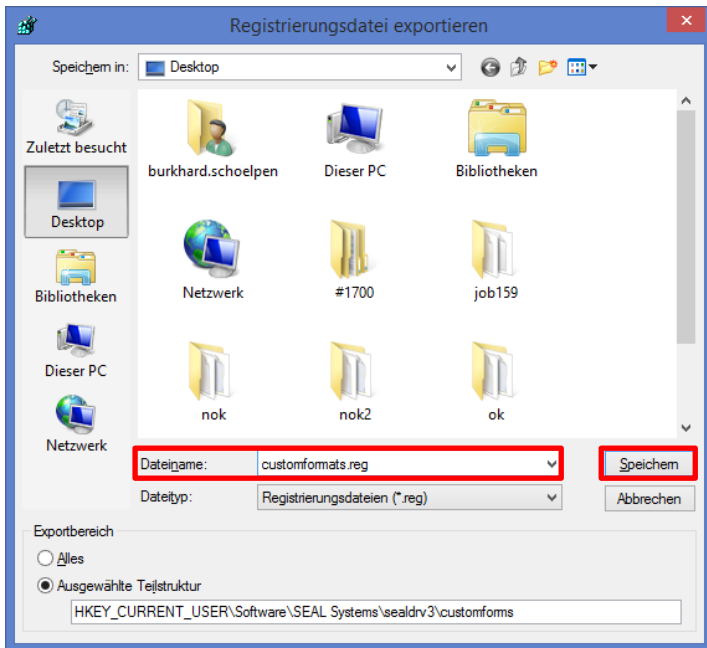 Registrierungsdatei exportieren
Speichern in: Desktop
Zuletzt besucht
Desktop
Bibliotheken
Dieser PC
Netzwerk
burkhard.schoelpen Dieser PC Bibliotheken
Netzwerk #1700 job159
nok nok2 ok
Dateiname: customformats.reg Speichern
Dateityp: Registrierungsdateien (*.reg) Abbrechen
Exportbereich
Alles
Ausgewählte Teilstruktur
HKEY_CURRENT_USER\Software\SEAL Systems\sealdrv3\customforms